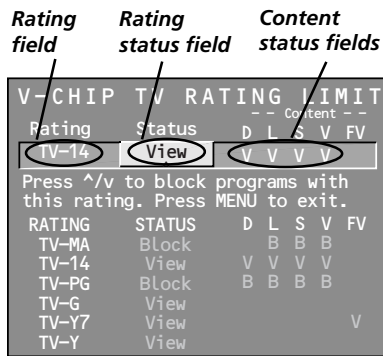 Rating field
Rating status field
Content status fields
V-CHIP TV RATING LIMIT
-- Content --
Rating Status D L S V FV
TV-14 View V V V V
Press ^/v to block programs with
this rating. Press MENU to exit.
RATING STATUS D L S V FV
TV-MA Block B B B
TV-14 View V V V V
TV-PG Block B B B B
TV-G View
TV-Y7 View V
TV-Y View